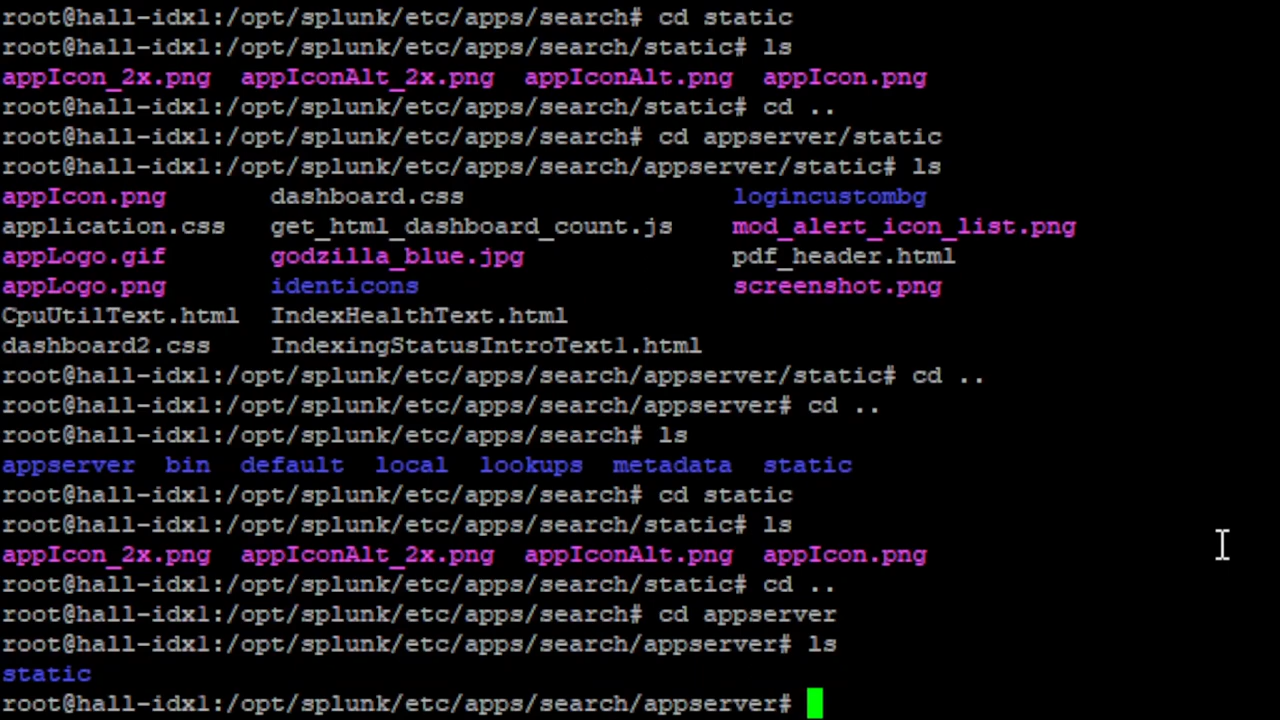 root@hall-idx1:/opt/splunk/etc/apps/search# cd static
root@hall-idx1:/opt/splunk/etc/apps/search/static# ls
appIcon_2x.png  appIconAlt_2x.png  appIconAlt.png  appIcon.png
root@hall-idx1:/opt/splunk/etc/apps/search/static# cd ..
root@hall-idx1:/opt/splunk/etc/apps/search# cd appserver/static
root@hall-idx1:/opt/splunk/etc/apps/search/appserver/static# ls
appIcon.png       dashboard.css                  logincustombg
application.css   get_html_dashboard_count.js    mod_alert_icon_list.png
appLogo.gif       godzilla_blue.jpg              pdf_header.html
appLogo.png       identicons                     screenshot.png
CpuUtilText.html  IndexHealthText.html
dashboard2.css    IndexingStatusIntroText1.html
root@hall-idx1:/opt/splunk/etc/apps/search/appserver/static# cd ..
root@hall-idx1:/opt/splunk/etc/apps/search/appserver# cd ..
root@hall-idx1:/opt/splunk/etc/apps/search# ls
appserver  bin  default  local  lookups  metadata  static
root@hall-idx1:/opt/splunk/etc/apps/search# cd static
root@hall-idx1:/opt/splunk/etc/apps/search/static# ls
appIcon_2x.png  appIconAlt_2x.png  appIconAlt.png  appIcon.png
root@hall-idx1:/opt/splunk/etc/apps/search/static# cd ..
root@hall-idx1:/opt/splunk/etc/apps/search# cd appserver
root@hall-idx1:/opt/splunk/etc/apps/search/appserver# ls
static
root@hall-idx1:/opt/splunk/etc/apps/search/appserver#